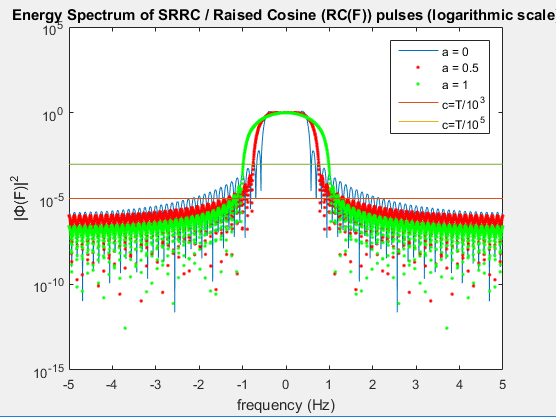 Energy Spectrum of SRRC / Raised Cosine (RC(F)) pulses (logarithmic scale
10^5
10^0
10^-5
10^-10
10^-15
|Φ(F)|^2
a = 0
a = 0.5
a = 1
c=T/10^3
c=T/10^5
-5 -4 -3 -2 -1 0 1 2 3 4 5
frequency (Hz)